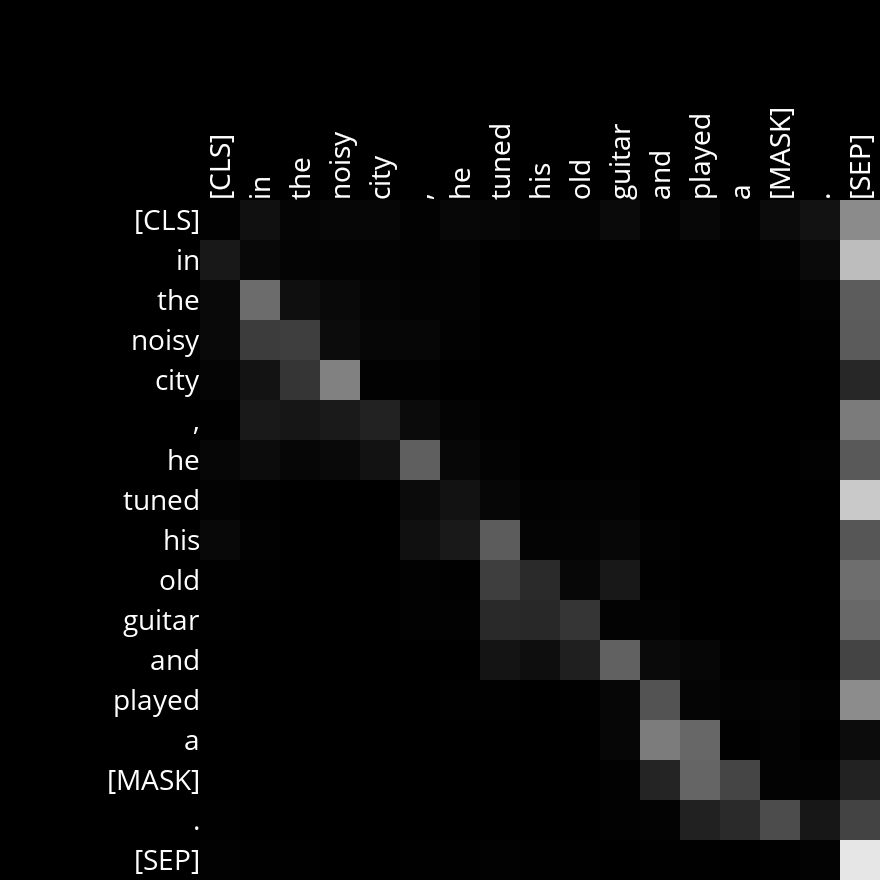 [CLS] in the noisy city , he tuned his old guitar and played a [MASK] . [SEP]
[CLS]
in
the
noisy
city
,
he
tuned
his
old
guitar
and
played
a
[MASK]
.
[SEP]